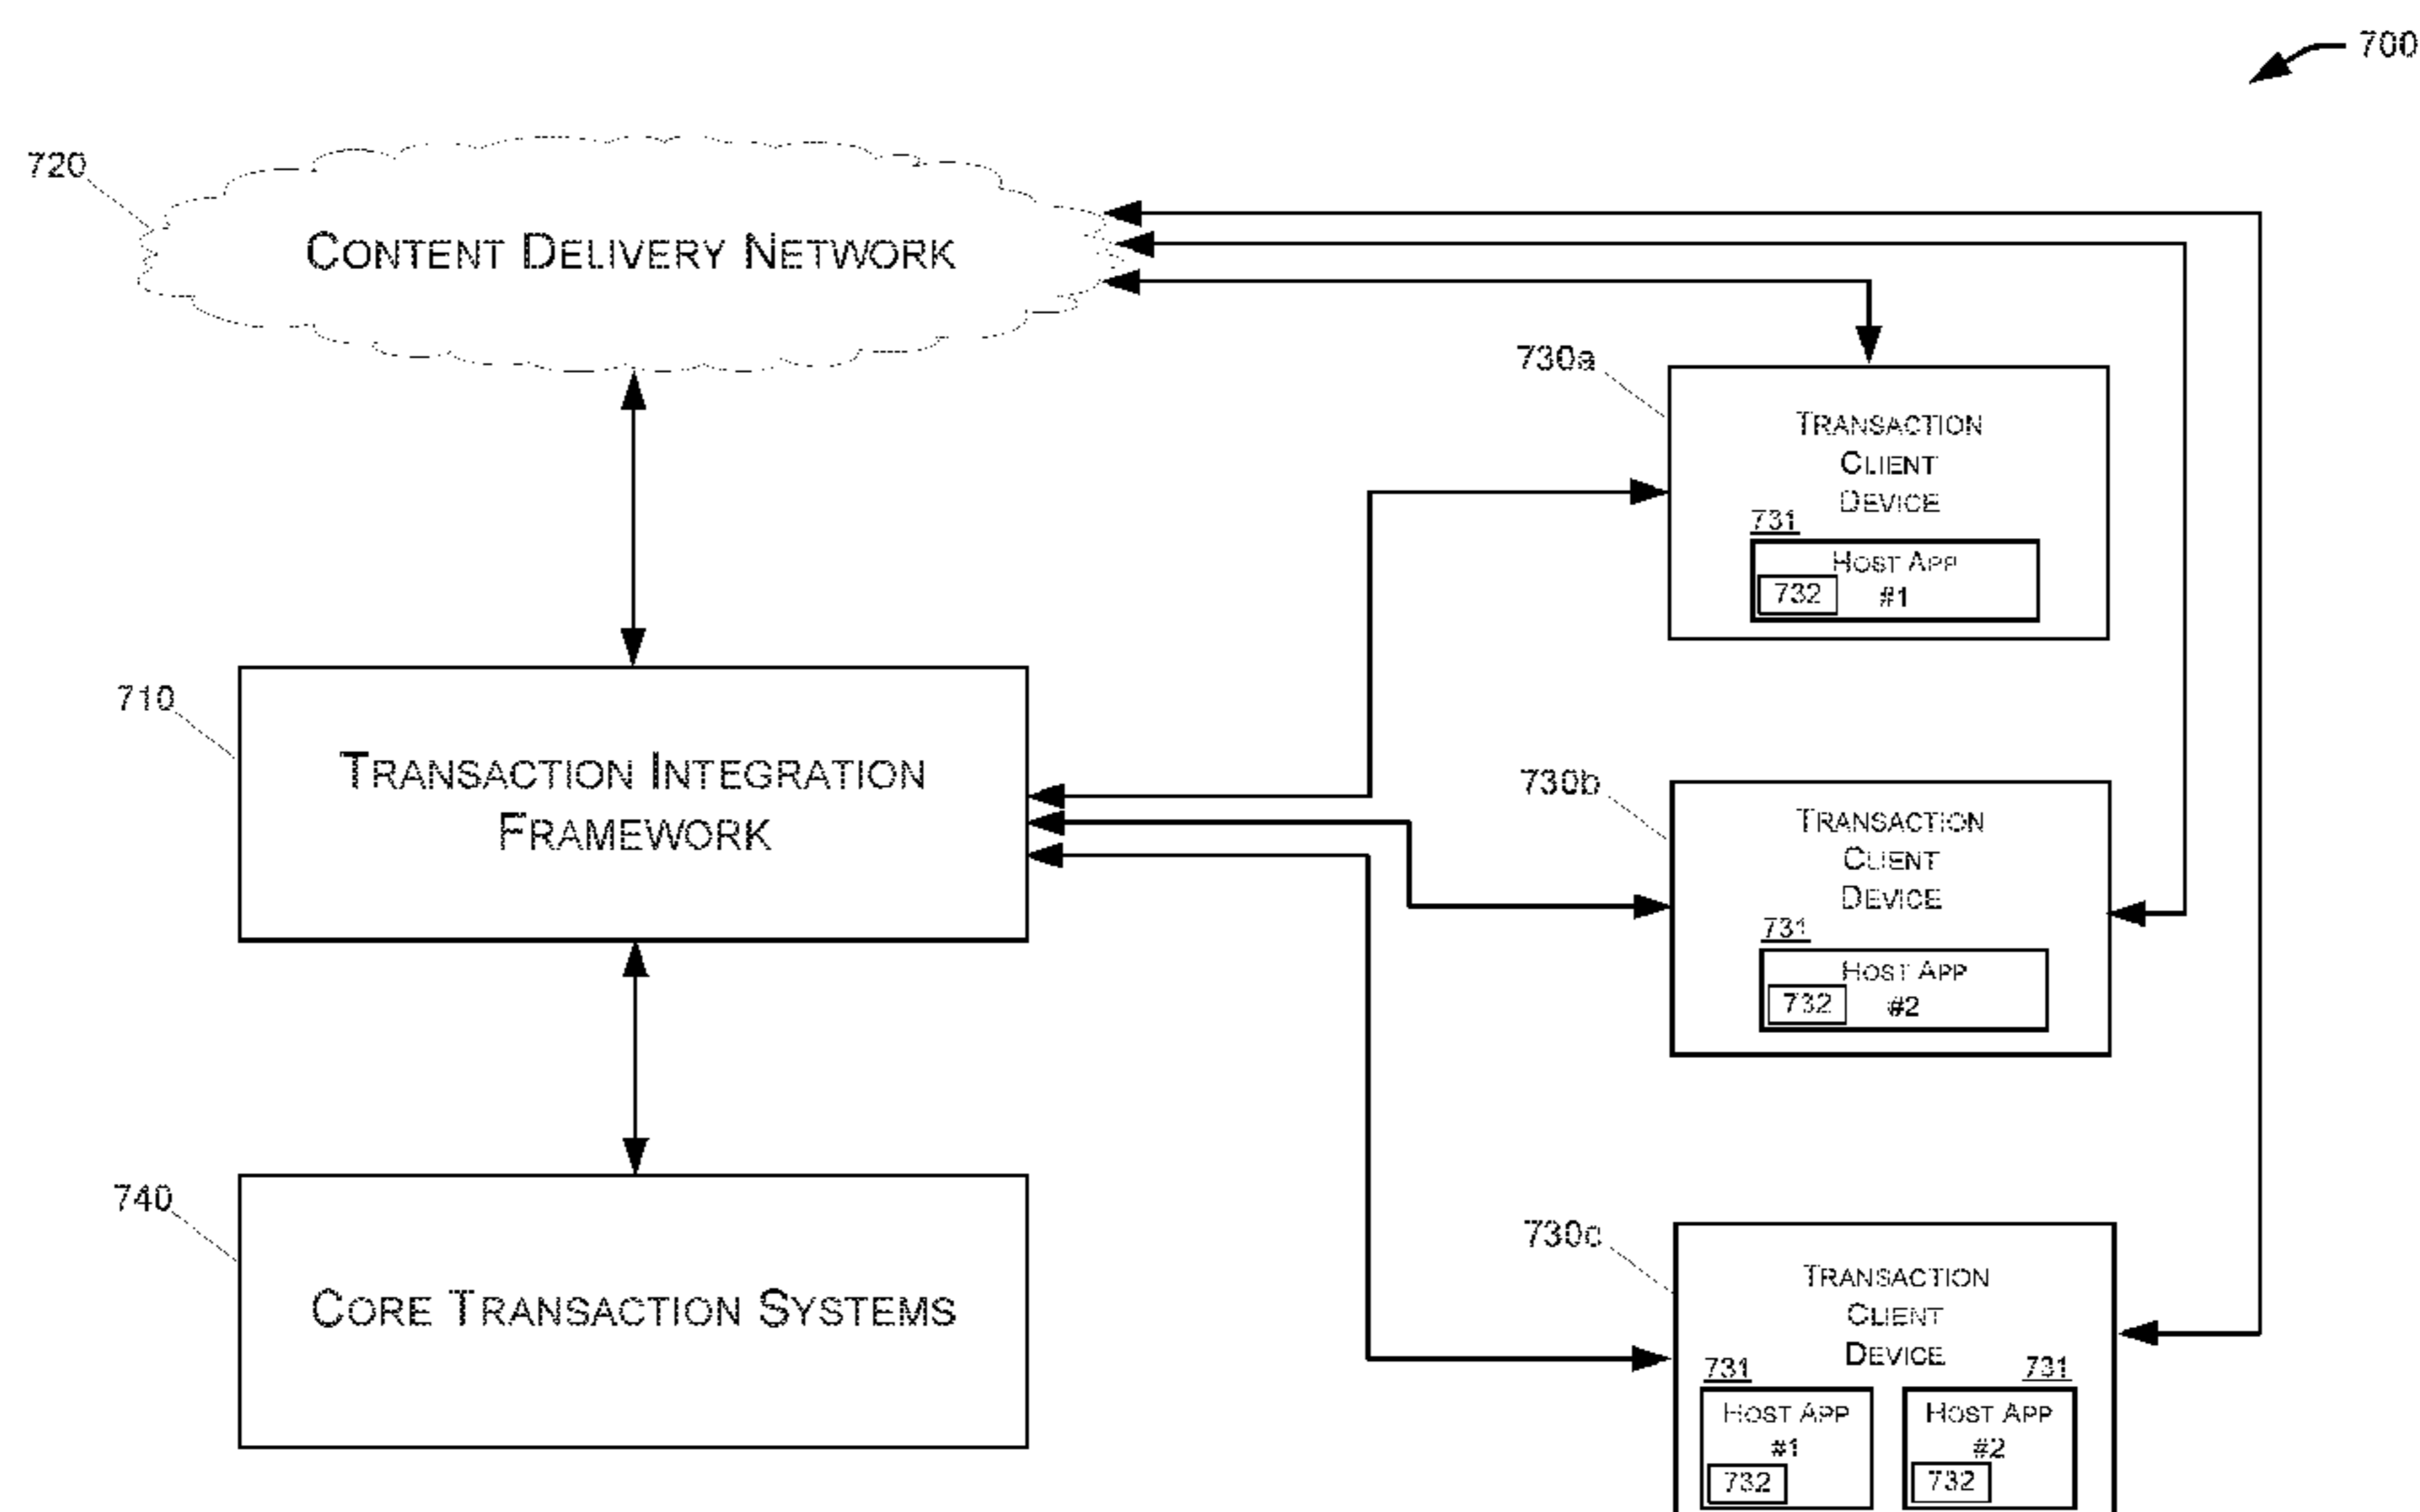 700
720
CONTENT DELIVERY NETWORK
730a
TRANSACTION
CLIENT
DEVICE
731
HOST APP
732 #1
710
TRANSACTION INTEGRATION
FRAMEWORK
730b
TRANSACTION
CLIENT
DEVICE
731
HOST APP
732 #2
740
CORE TRANSACTION SYSTEMS
730c
TRANSACTION
CLIENT
DEVICE
731
HOST APP
#1
732
731
HOST APP
#2
732